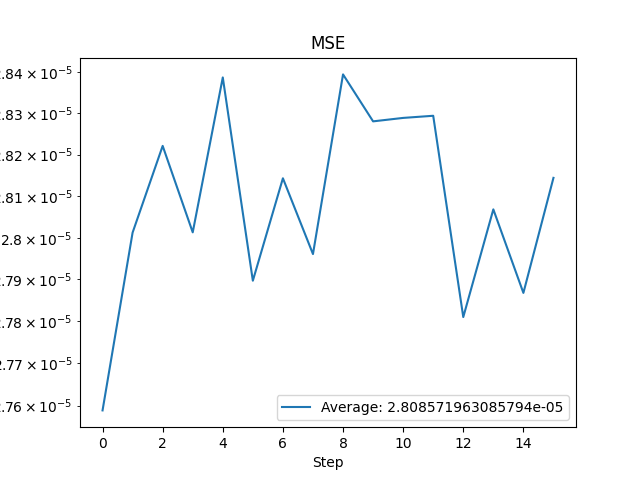 MSE
2.84 × 10⁻⁵
2.83 × 10⁻⁵
2.82 × 10⁻⁵
2.81 × 10⁻⁵
2.8 × 10⁻⁵
2.79 × 10⁻⁵
2.78 × 10⁻⁵
2.77 × 10⁻⁵
2.76 × 10⁻⁵
Average: 2.808571963085794e-05
0 2 4 6 8 10 12 14
Step